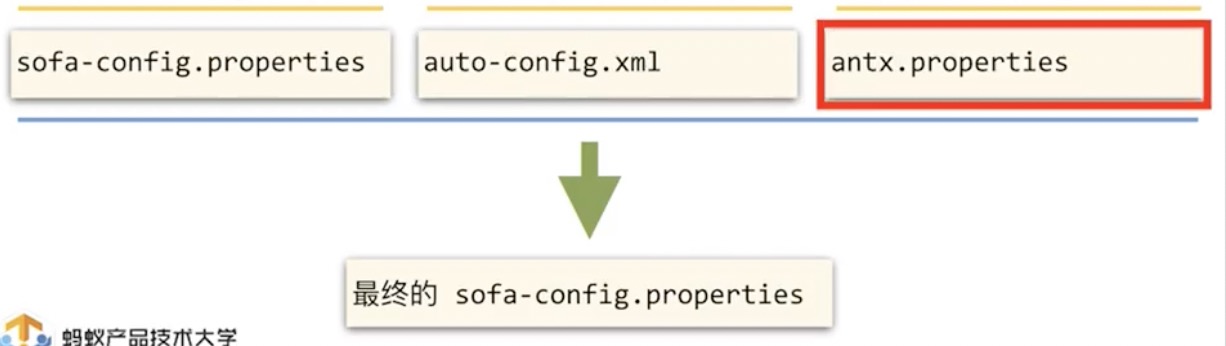 sofa-config.properties
auto-config.xml
antx.properties
最终的 sofa-config.properties
蚂蚁产品技术大学